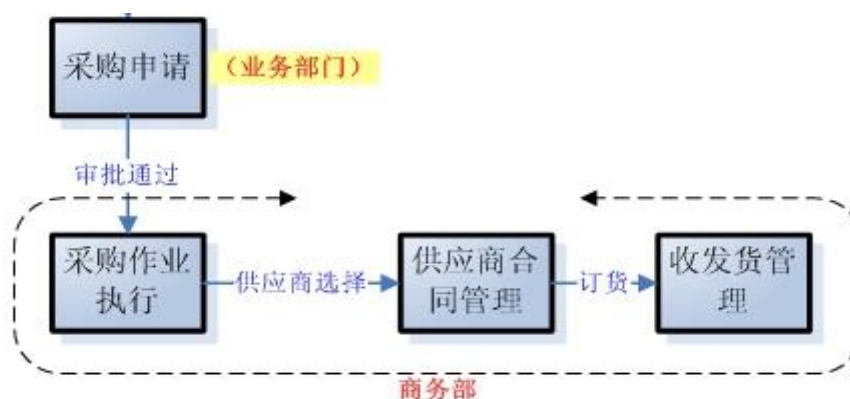 采购申请
（业务部门）
审批通过
采购作业
执行
供应商选择
供应商合
同管理
订货
收发货管
理
商务部